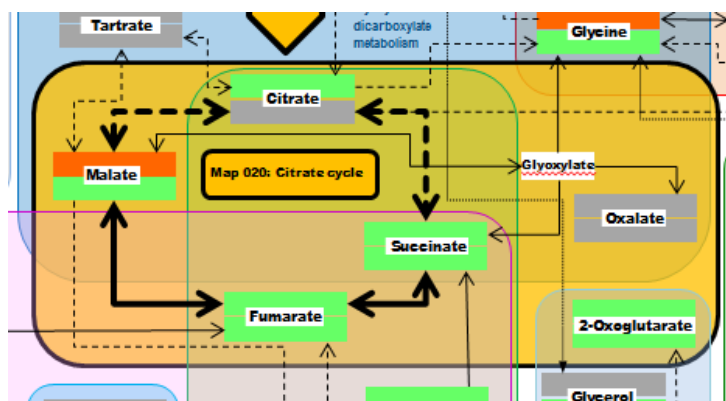 Tartrate
dicarboxylate
metabolism
Glycine
Citrate
Malate
Map 020: Citrate cycle
Glyoxylate
Oxalate
Succinate
Fumarate
2-Oxoglutarate
Glycerol